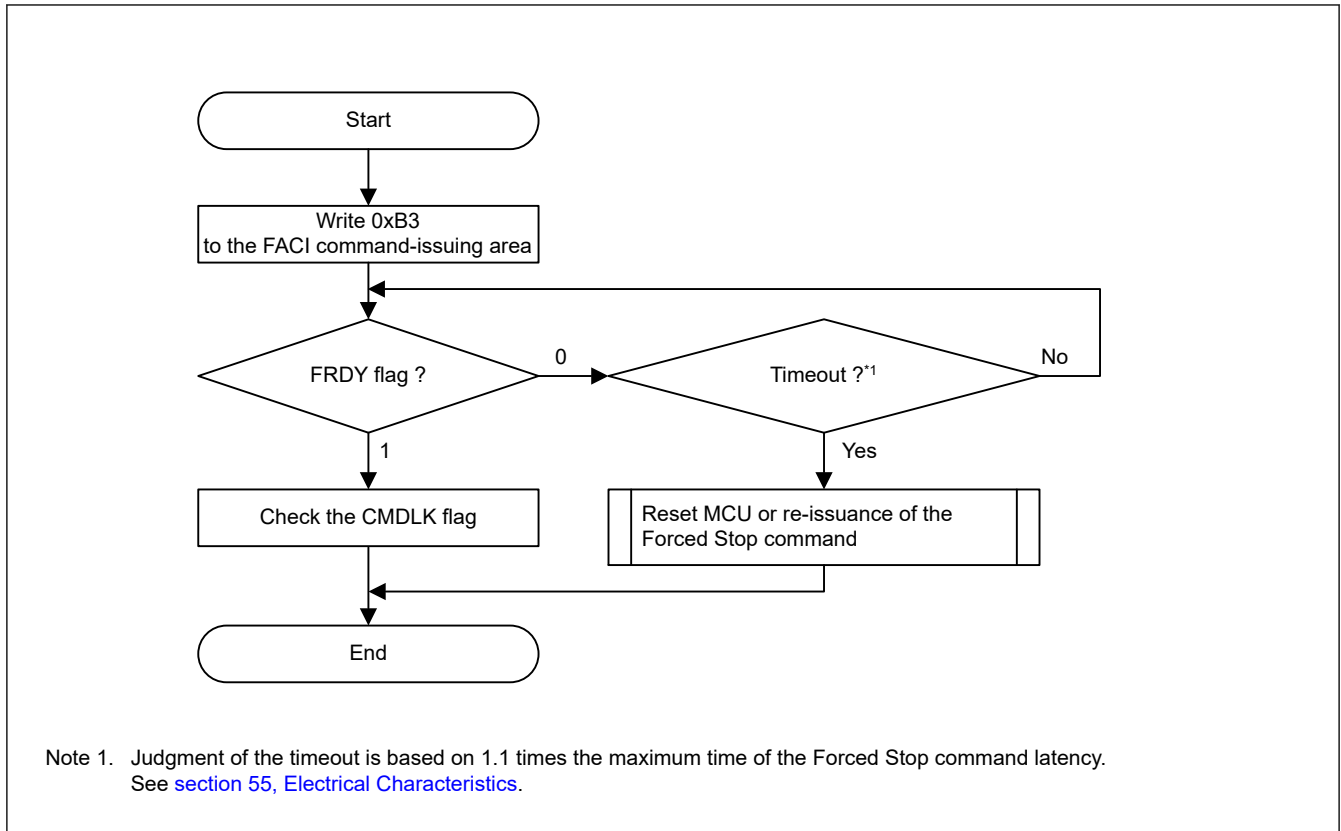 Start
Write 0xB3
to the FACI command-issuing area
FRDY flag ?
0
Timeout ?*1
No
1
Yes
Check the CMDLK flag
Reset MCU or re-issuance of the
Forced Stop command
End
Note 1. Judgment of the timeout is based on 1.1 times the maximum time of the Forced Stop command latency.
See section 55, Electrical Characteristics.